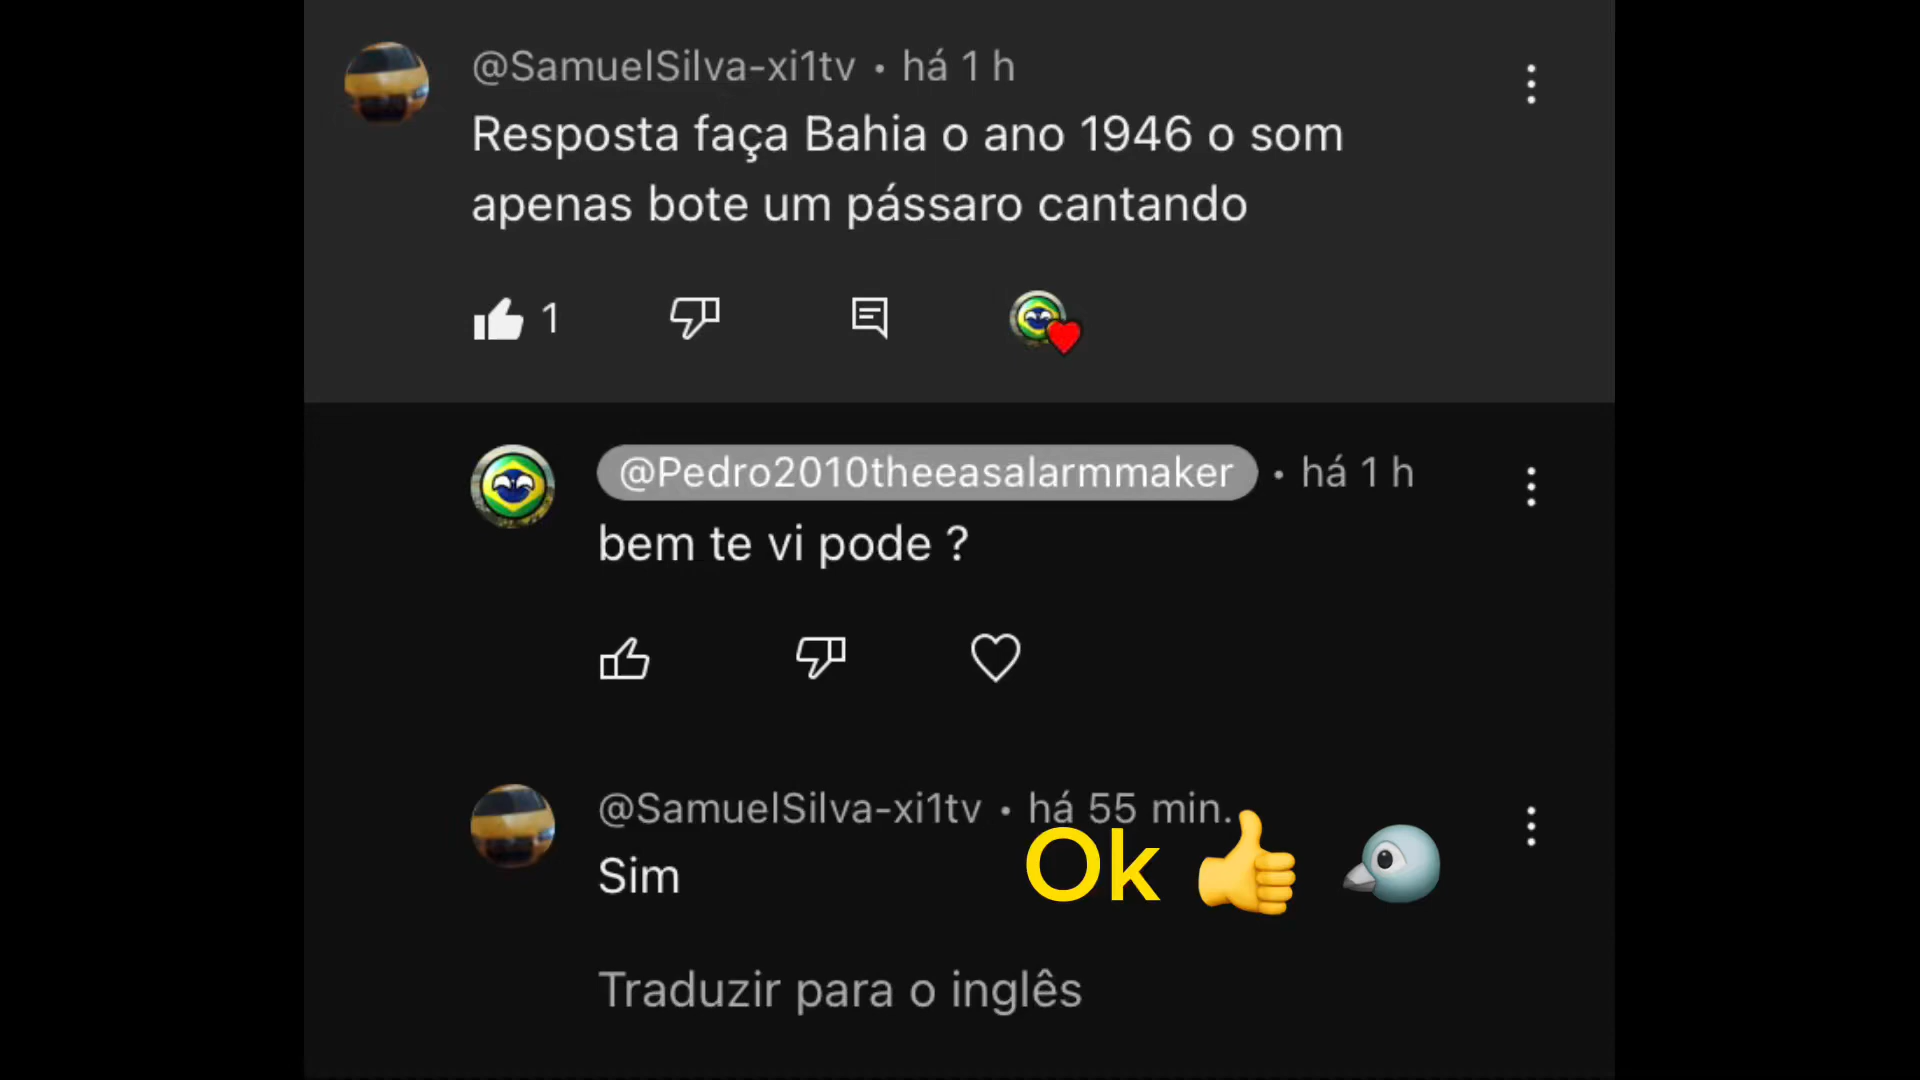 @SamuelSilva-xi1tv • há 1 h
Resposta faça Bahia o ano 1946 o som
apenas bote um pássaro cantando
1
@Pedro2010theeasalarmmaker • há 1 h
bem te vi pode ?
@SamuelSilva-xi1tv • há 55 min.
Sim
Ok 👍 🐦
Traduzir para o inglês